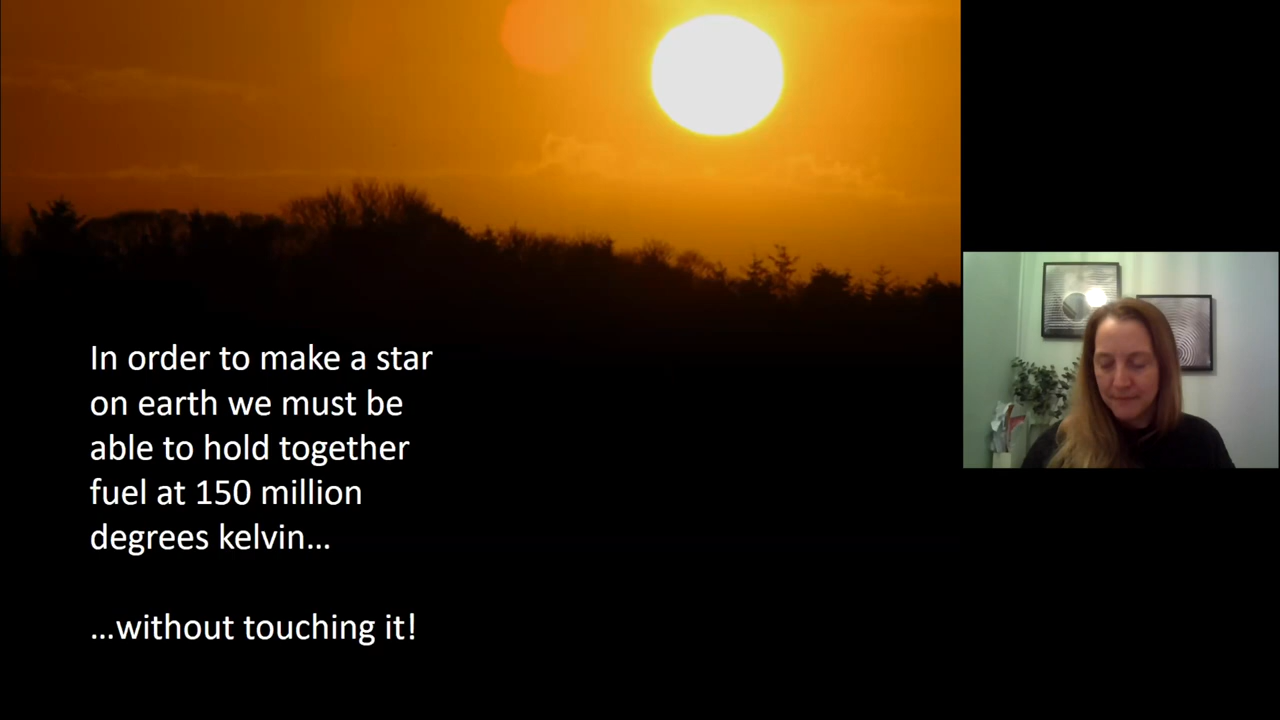 In order to make a star
on earth we must be
able to hold together
fuel at 150 million
degrees kelvin…
…without touching it!